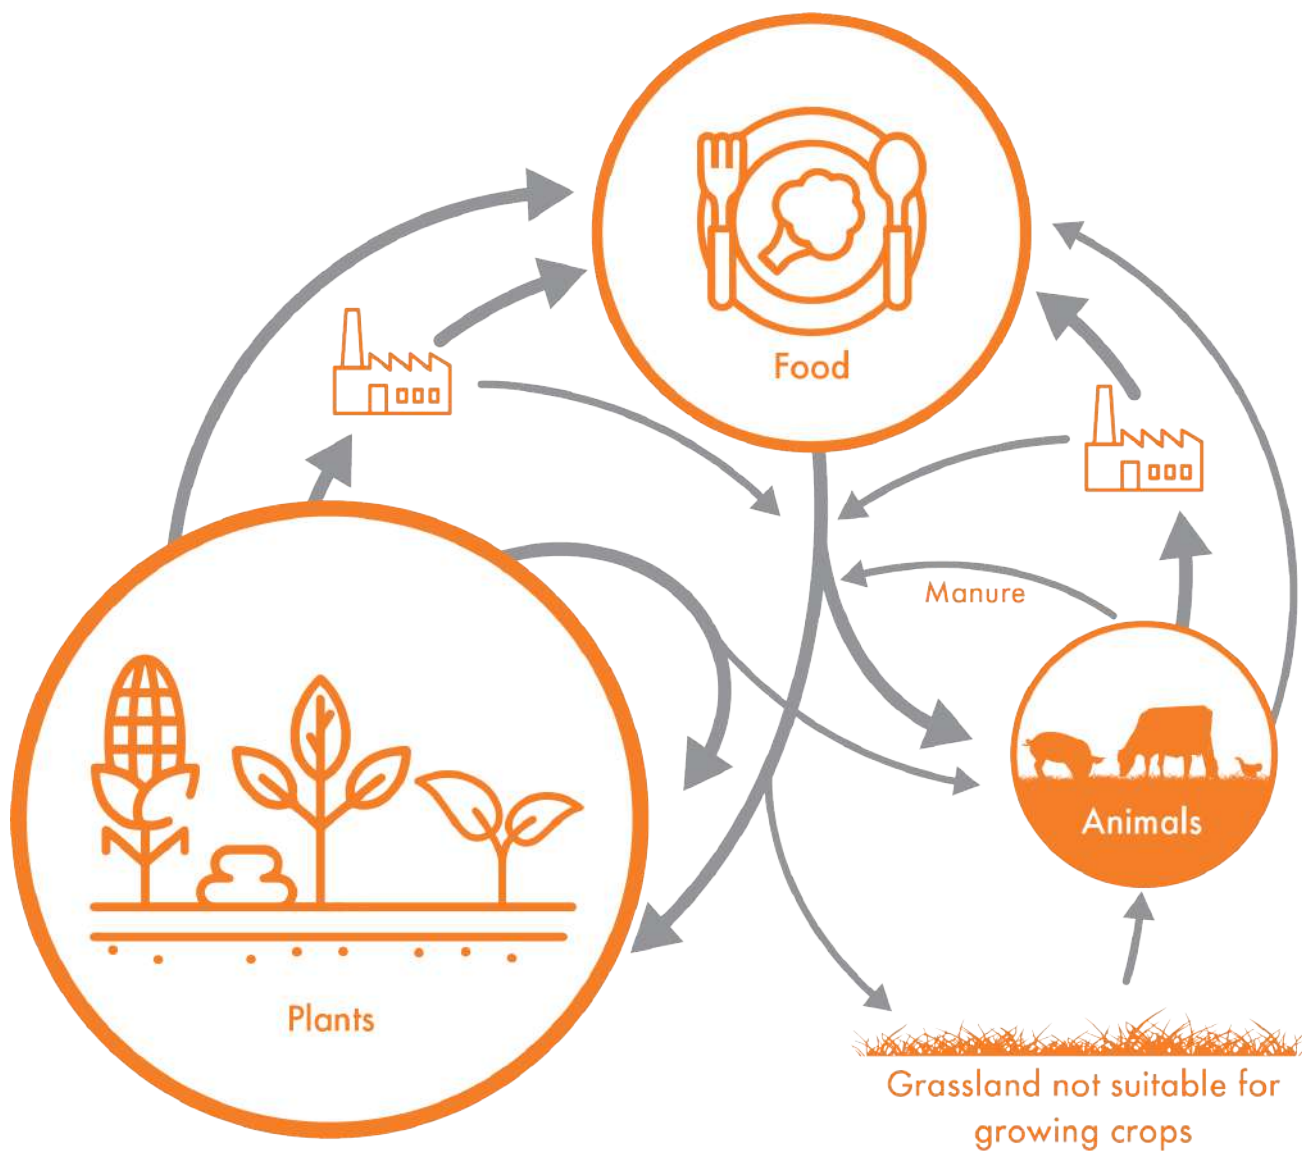 Food
Manure
Animals
Plants
Grassland not suitable for
growing crops